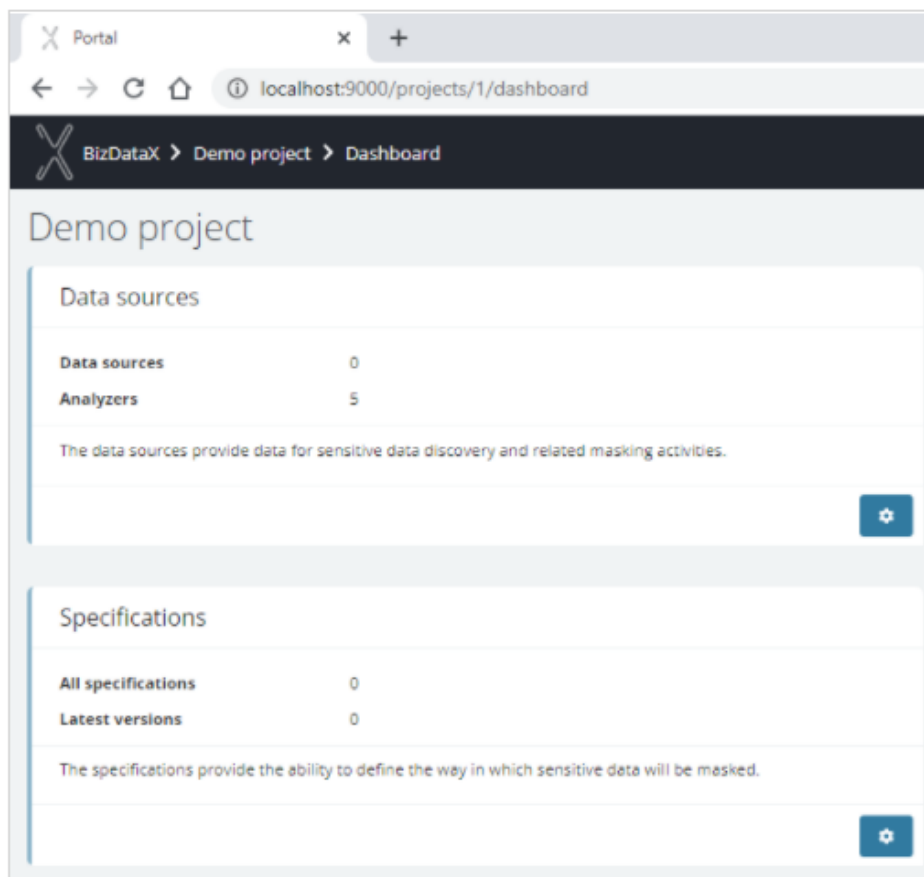 Portal
localhost:9000/projects/1/dashboard
BizDataX > Demo project > Dashboard
Demo project
Data sources
Data sources 0
Analyzers 5
The data sources provide data for sensitive data discovery and related masking activities.
Specifications
All specifications 0
Latest versions 0
The specifications provide the ability to define the way in which sensitive data will be masked.